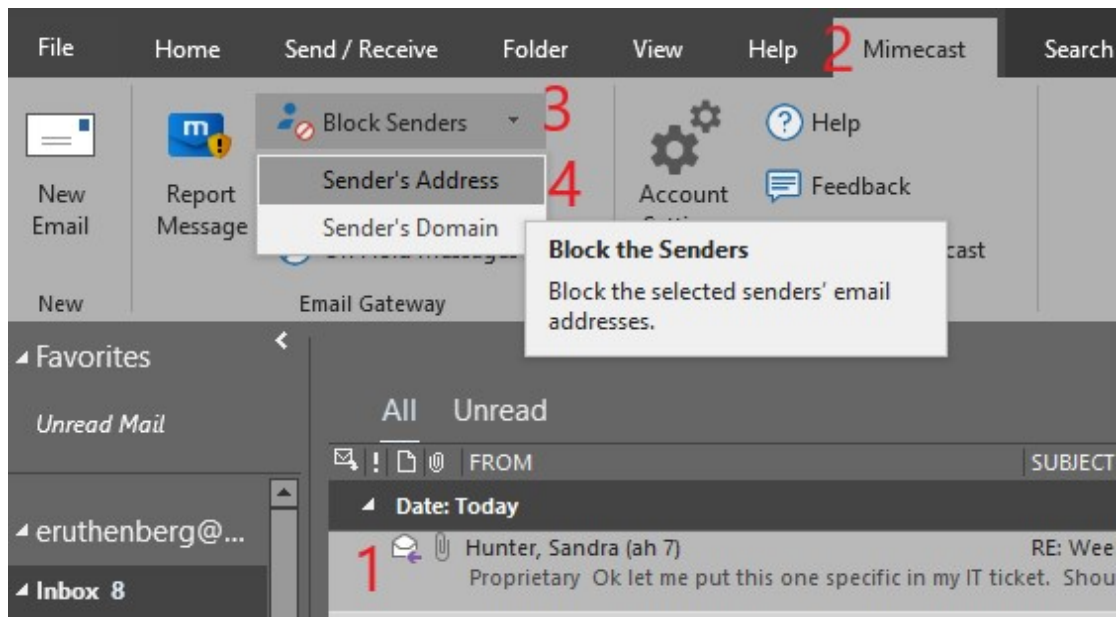 File Home Send / Receive Folder View Help 2 Mimecast Search
Block Senders 3
m
Help
Sender's Address 4
New Report Account Feedback
Email Message
Sender's Domain
Block the Senders
cast
Block the selected senders' email
addresses.
New Email Gateway
Favorites
Unread Mail
All Unread
! FROM SUBJECT
Date: Today
eruthenberg@...
1 Hunter, Sandra (ah 7) RE: Wee
Proprietary Ok let me put this one specific in my IT ticket. Shou
Inbox 8